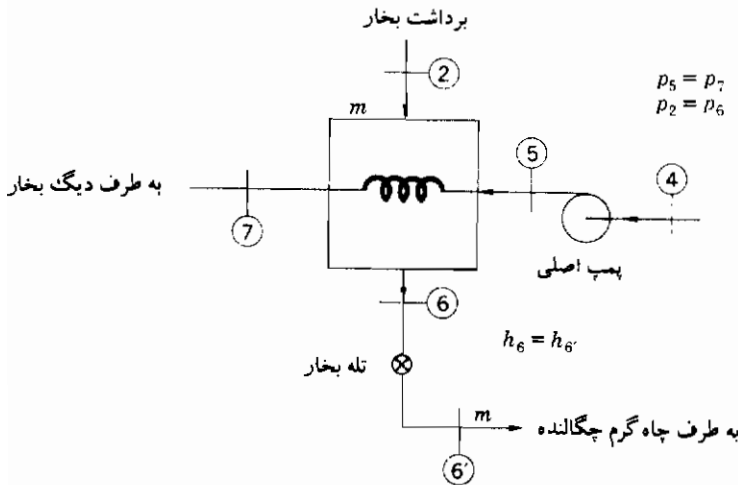 برداشت بخار
2
p₅ = p₇
p₂ = p₆
m
5
4
به طرف دیگ بخار
7
پمپ اصلی
6
h₆ = h₆′
تله بخار
m
به طرف چاه گرم چگالنده
6′